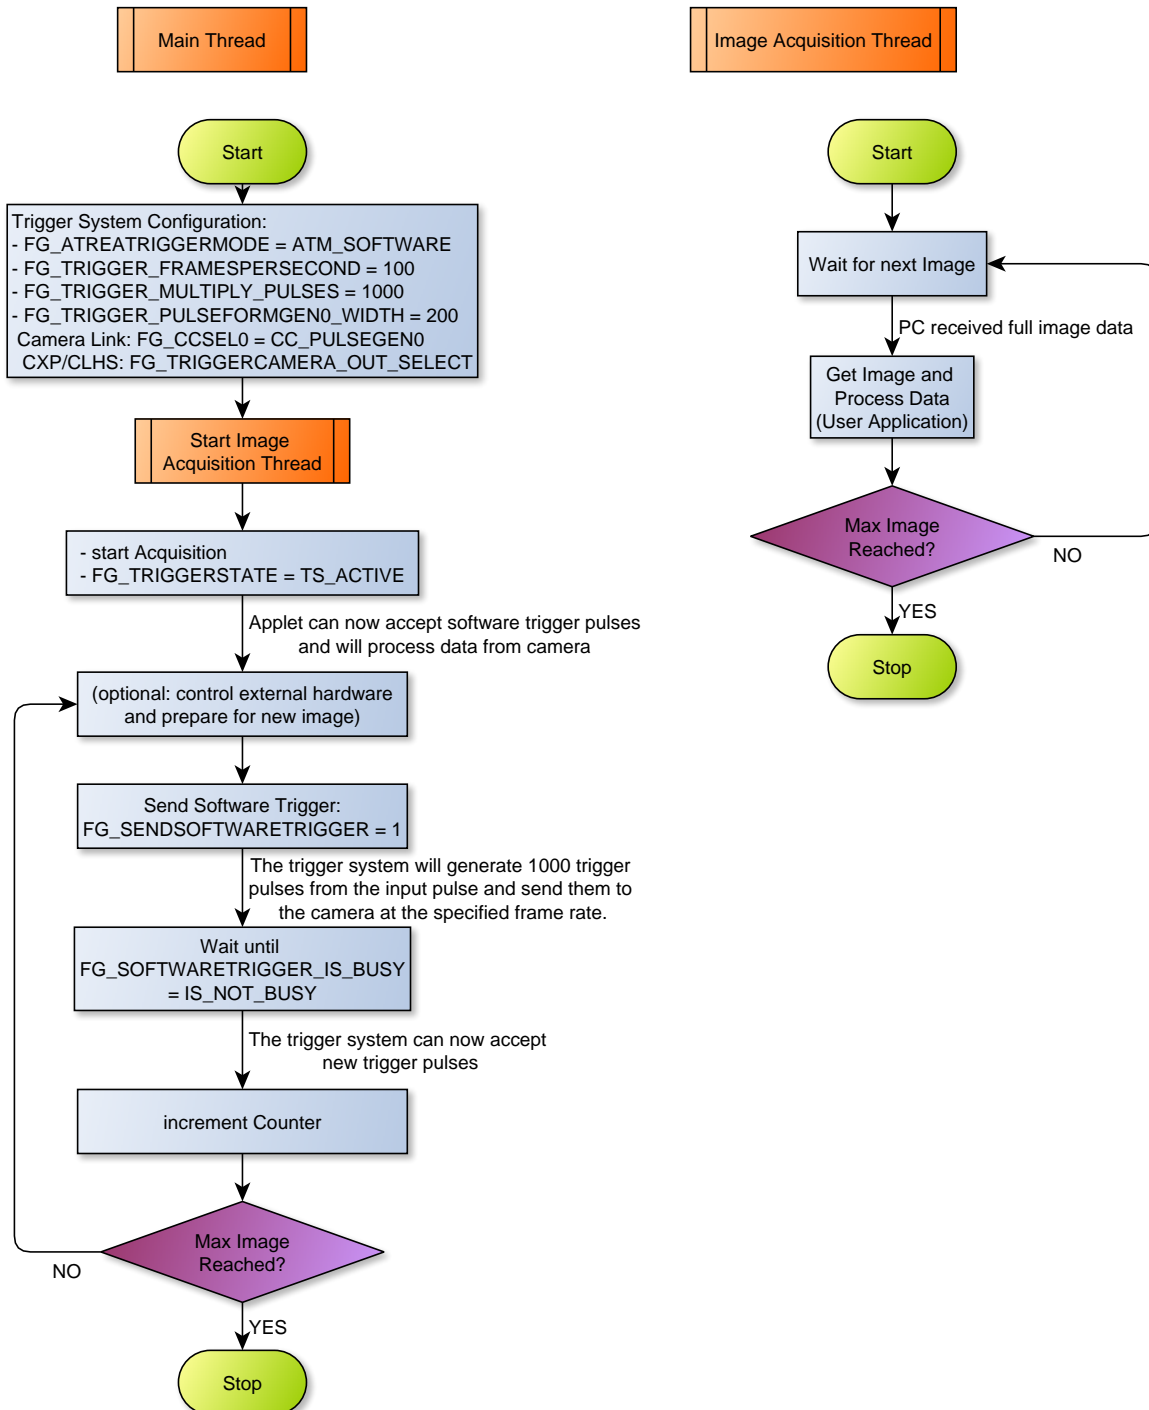 Main Thread
Start
Trigger System Configuration:
- FG_ATREATRIGGERMODE = ATM_SOFTWARE
- FG_TRIGGER_FRAMESPERSECOND = 100
- FG_TRIGGER_MULTIPLY_PULSES = 1000
- FG_TRIGGER_PULSEFORMGEN0_WIDTH = 200
Camera Link: FG_CCSEL0 = CC_PULSEGEN0
CXP/CLHS: FG_TRIGGERCAMERA_OUT_SELECT
Start Image
Acquisition Thread
- start Acquisition
- FG_TRIGGERSTATE = TS_ACTIVE
Applet can now accept software trigger pulses
and will process data from camera
(optional: control external hardware
and prepare for new image)
Send Software Trigger:
FG_SENDSOFTWARETRIGGER = 1
The trigger system will generate 1000 trigger
pulses from the input pulse and send them to
the camera at the specified frame rate.
Wait until
FG_SOFTWARETRIGGER_IS_BUSY
= IS_NOT_BUSY
The trigger system can now accept
new trigger pulses
increment Counter
Max Image
Reached?
NO
YES
Stop
Image Acquisition Thread
Start
Wait for next Image
PC received full image data
Get Image and
Process Data
(User Application)
Max Image
Reached?
NO
YES
Stop